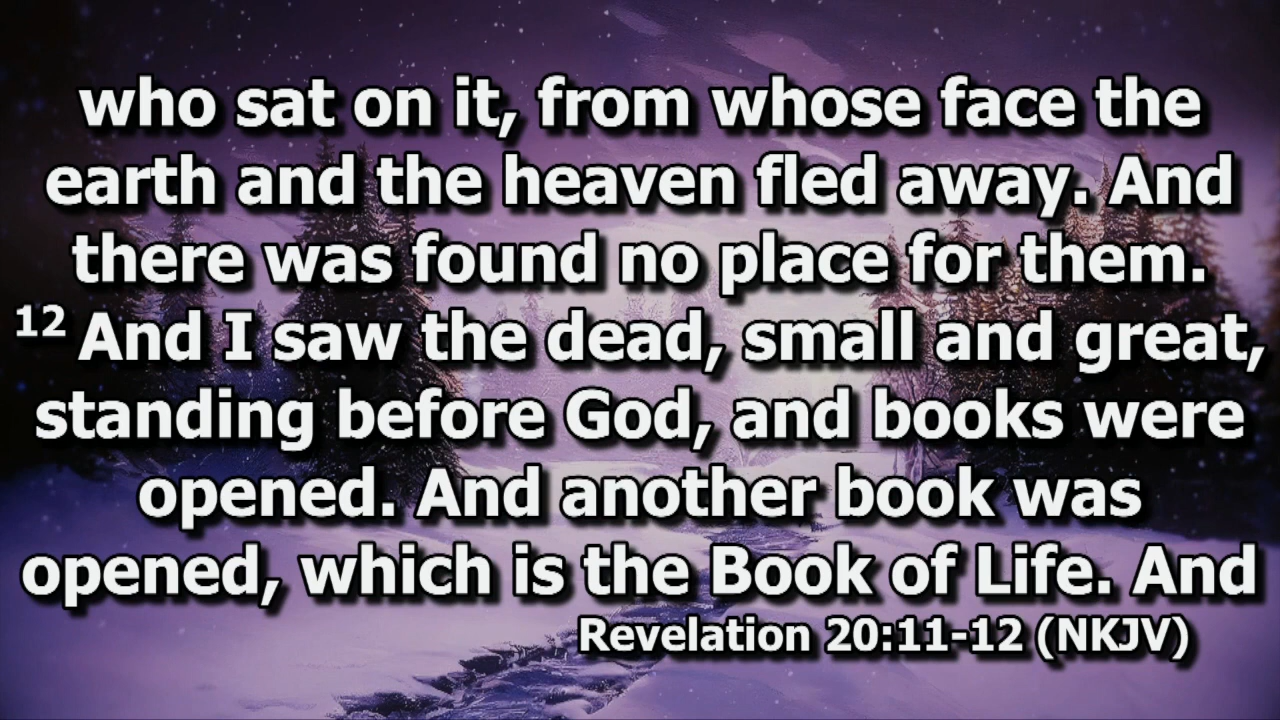 who sat on it, from whose face the
earth and the heaven fled away. And
there was found no place for them.
12 And I saw the dead, small and great,
standing before God, and books were
opened. And another book was
opened, which is the Book of Life. And
Revelation 20:11-12 (NKJV)